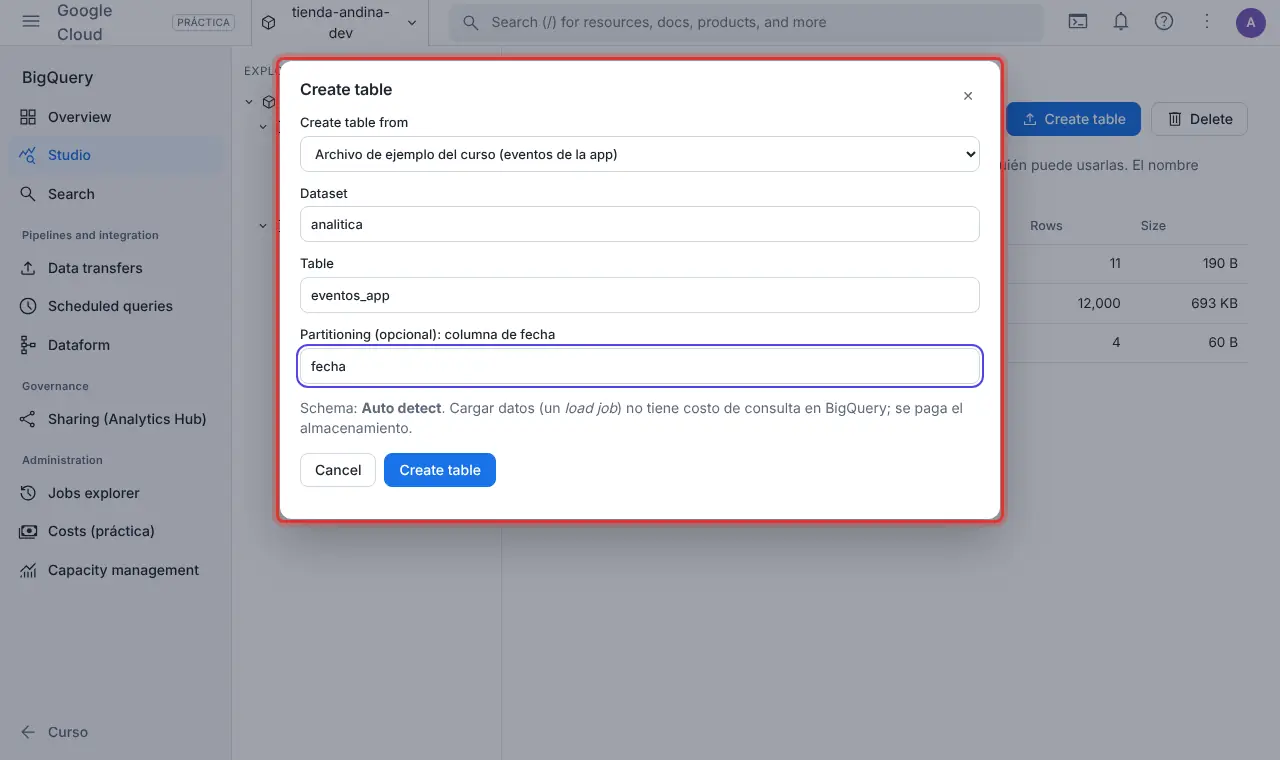 Google
Cloud
PRÁCTICA
tienda-andina-
dev
Search (/) for resources, docs, products, and more
A
BigQuery
Overview
Studio
Search
Pipelines and integration
Data transfers
Scheduled queries
Dataform
Governance
Sharing (Analytics Hub)
Administration
Jobs explorer
Costs (práctica)
Capacity management
Curso
Create table
Create table from
Archivo de ejemplo del curso (eventos de la app)
Dataset
analitica
Table
eventos_app
Partitioning (opcional): columna de fecha
fecha
Schema: Auto detect. Cargar datos (un load job) no tiene costo de consulta en BigQuery; se paga el
almacenamiento.
Cancel
Create table
Create table
Delete
puede usarlas. El nombre
Rows
Size
11
190 B
12,000
693 KB
4
60 B